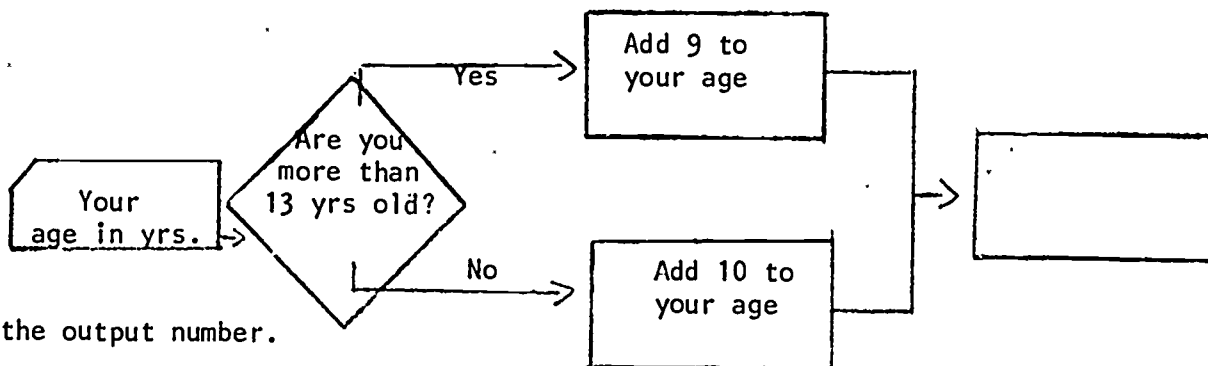 Your
age in yrs.
Are you
more than
13 yrs old?
Yes
Add 9 to
your age
No
Add 10 to
your age
the output number.